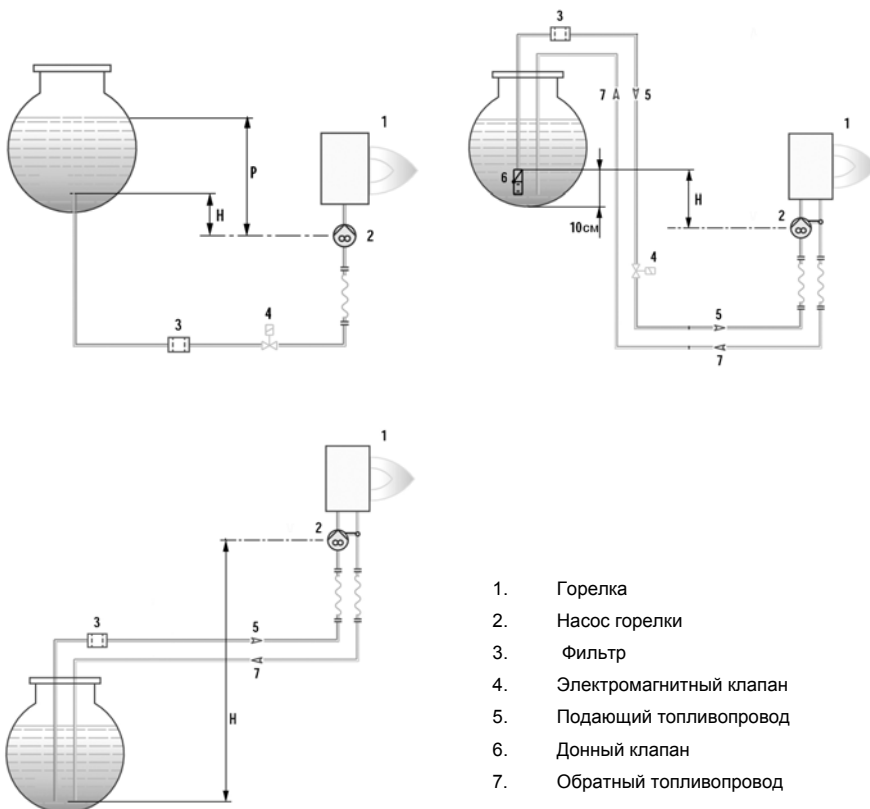 1
P
H
2
3
4
3
7
5
1
6
H
10см
2
4
5
7
1
2
3
5
7
H
1. Горелка
2. Насос горелки
3. Фильтр
4. Электромагнитный клапан
5. Подающий топливопровод
6. Донный клапан
7. Обратный топливопровод